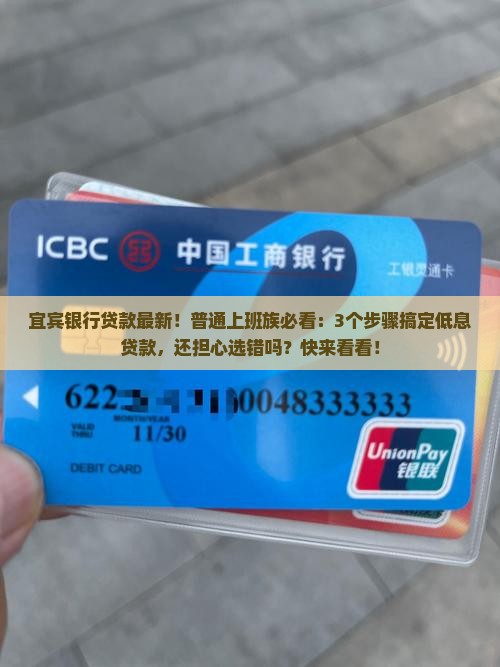 ICBC 中国工商银行
工银灵通卡
宜宾银行贷款最新！普通上班族必看：3个步骤搞定低息
贷款，还担心选错吗？快来看看！
622 0048333333
MONTH/YEAR
VALID
THRU 11/30
DEBIT CARD
UnionPay
银联